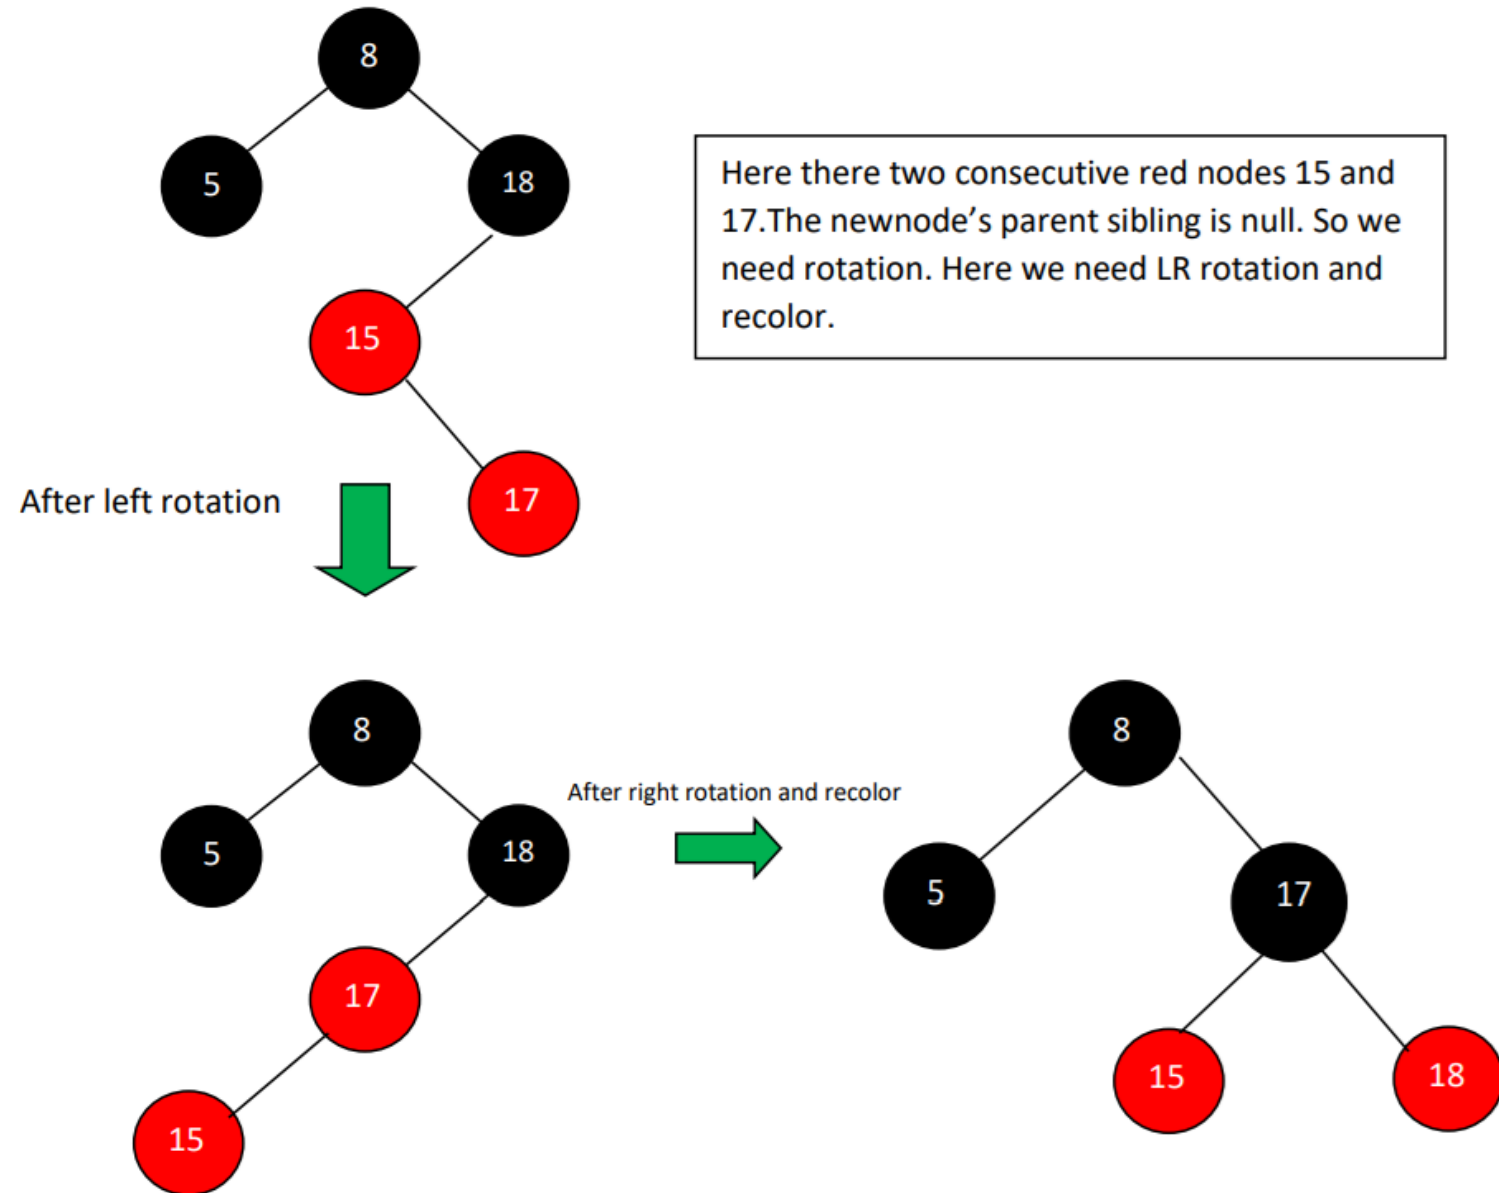 8
5
18
Here there two consecutive red nodes 15 and
17.The newnode’s parent sibling is null. So we
need rotation. Here we need LR rotation and
recolor.
15
17
After left rotation
8
5
18
17
15
After right rotation and recolor
8
5
17
15
18